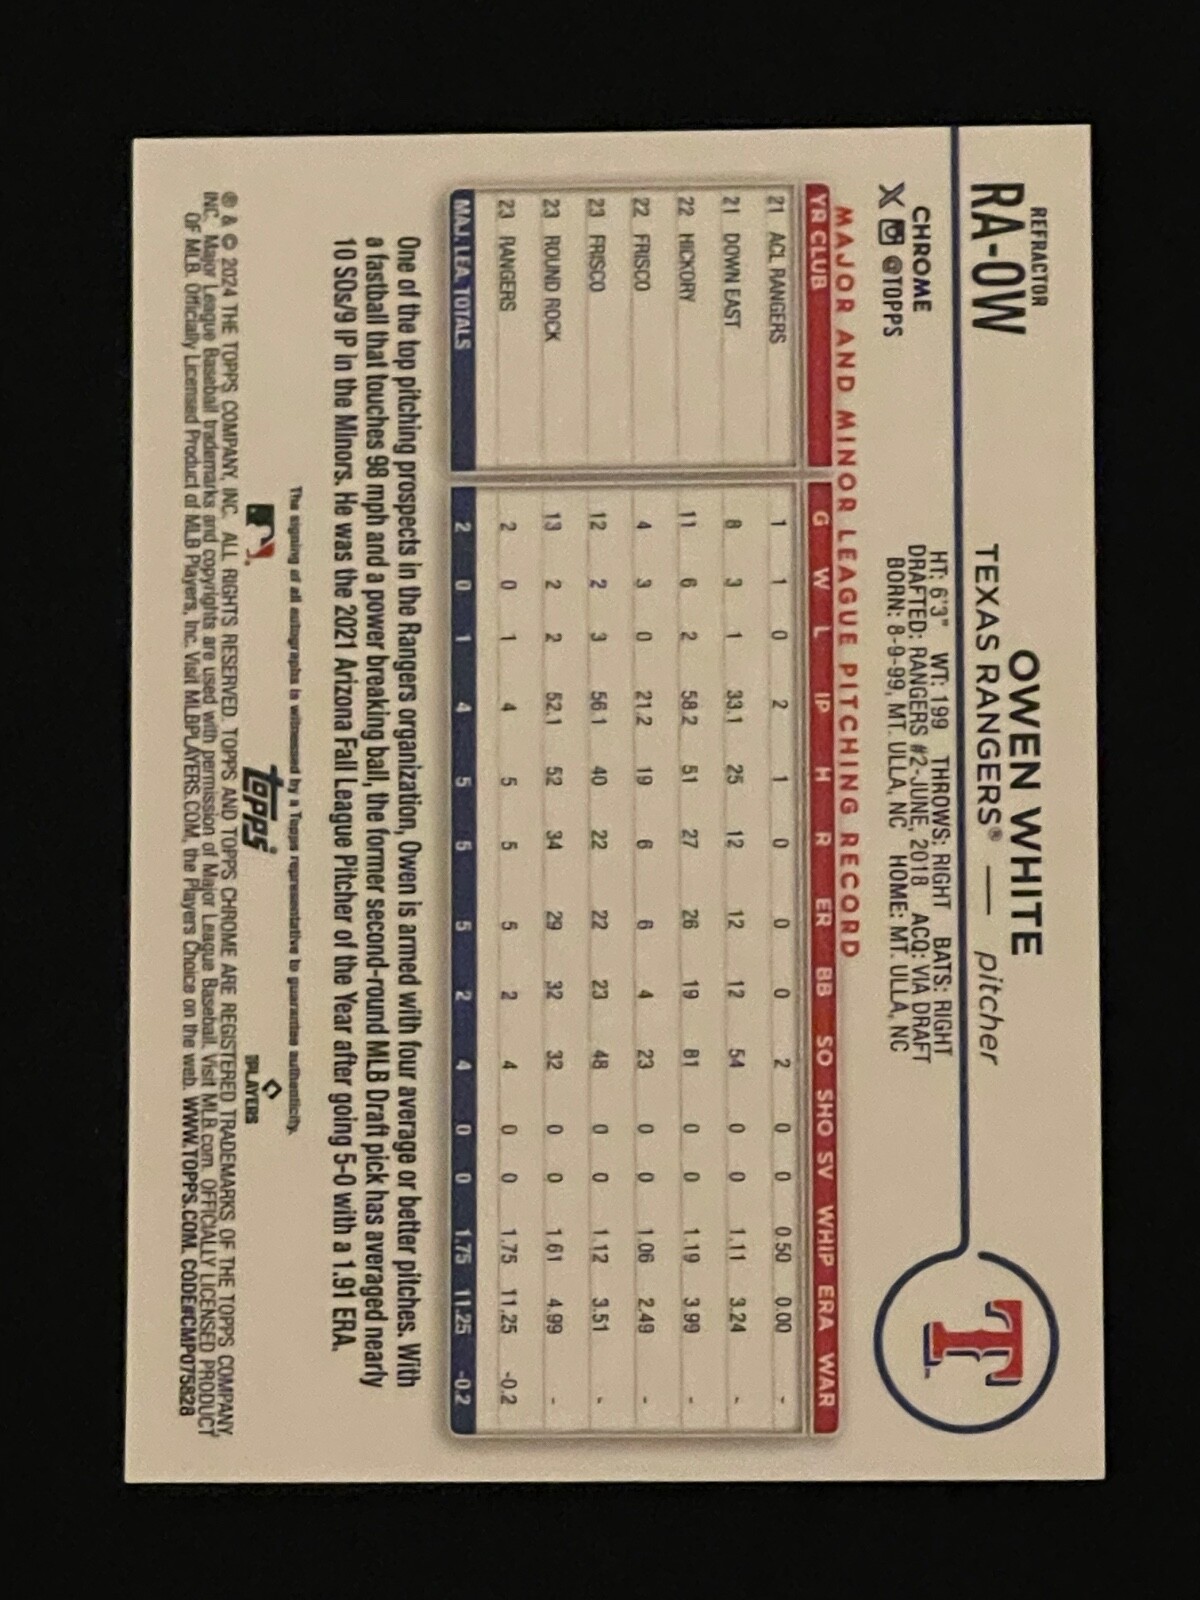 REFRACTOR
RA-OW
OWEN WHITE
TEXAS RANGERS® — pitcher
CHROME
@TOPPS
HT: 6'3" WT: 199 THROWS: RIGHT BATS: RIGHT
DRAFTED: RANGERS #2-JUNE, 2018 ACQ: VIA DRAFT
BORN: 8-9-99, MT. ULLA, NC HOME: MT. ULLA, NC
T
MAJOR AND MINOR LEAGUE PITCHING RECORD
YR CLUB G W L IP H R ER BB SO SHO SV WHIP ERA WAR
21 ACL RANGERS 1 1 0 2 1 0 0 0 2 0 0 0.50 0.00 -
21 DOWN EAST 8 3 1 33.1 25 12 12 12 54 0 0 1.11 3.24 -
22 HICKORY 11 6 2 58.2 51 27 26 19 81 0 0 1.19 3.99 -
22 FRISCO 4 3 0 21.2 19 6 6 4 23 0 0 1.06 2.49 -
23 FRISCO 12 2 3 56.1 40 22 22 23 48 0 0 1.12 3.51 -
23 ROUND ROCK 13 2 2 52.1 52 34 29 32 32 0 0 1.61 4.99 -
23 RANGERS 2 0 1 4 5 5 5 2 4 0 0 1.75 11.25 -0.2
MAJ. LEA. TOTALS 2 0 1 4 5 5 5 2 4 0 0 1.75 11.25 -0.2
One of the top pitching prospects in the Rangers organization, Owen is armed with four average or better pitches. With
a fastball that touches 98 mph and a power breaking ball, the former second-round MLB Draft pick has averaged nearly
10 SOs/9 IP in the Minors. He was the 2021 Arizona Fall League Pitcher of the Year after going 5-0 with a 1.91 ERA.
The signing of all autographs is witnessed by a Topps representative to guarantee authenticity.
topps
PLAYERS
® & © 2024 THE TOPPS COMPANY, INC. ALL RIGHTS RESERVED. TOPPS AND TOPPS CHROME ARE REGISTERED TRADEMARKS OF THE TOPPS COMPANY,
INC. Major League Baseball trademarks and copyrights are used with permission of Major League Baseball. Visit MLB.com. OFFICIALLY LICENSED PRODUCT
OF MLB. Officially Licensed Product of MLB Players, Inc. Visit MLBPLAYERS.COM, the Players Choice on the web. WWW.TOPPS.COM. CODE#CMP075828